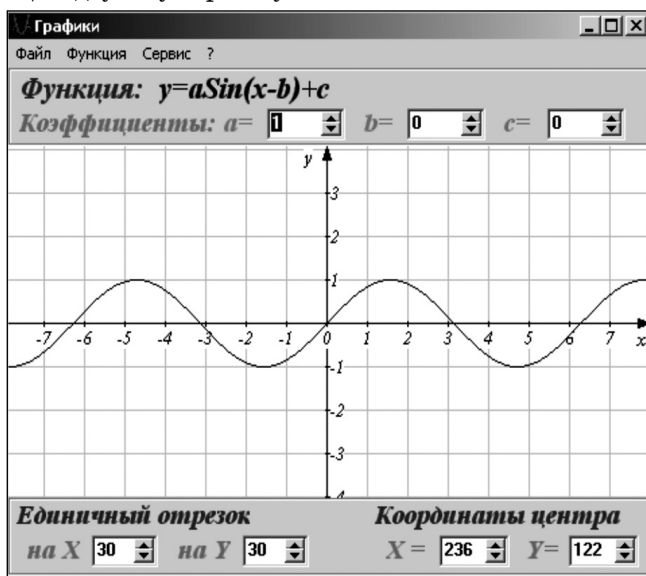 Графики
Файл Функция Сервис ?
Функция: y=aSin(x-b)+c
Коэффициенты: a= 1 b= 0 c= 0
y
3
2
1
-7 -6 -5 -4 -3 -2 -1 0 1 2 3 4 5 6 7 x
-1
-2
-3
-4
Единичный отрезок Координаты центра
на X 30 на Y 30 X = 236 Y= 122